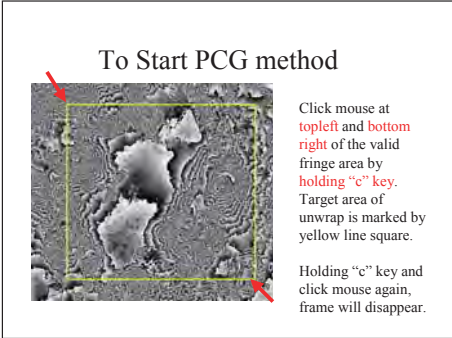 To Start PCG method
Click mouse at
topleft and bottom
right of the valid
fringe area by
holding “c” key.
Target area of
unwrap is marked by
yellow line square.
Holding “c” key and
click mouse again,
frame will disappear.